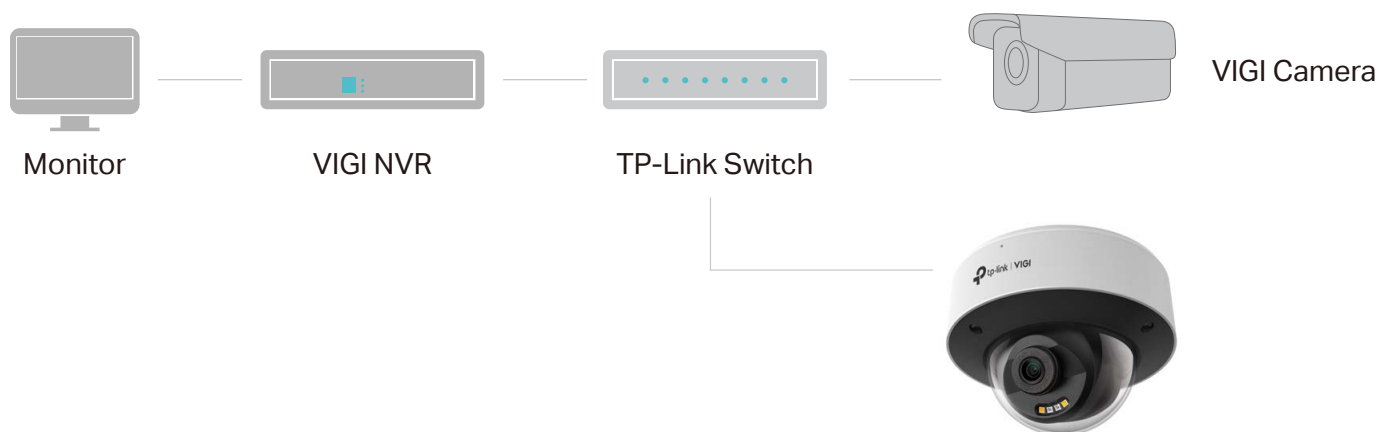 VIGI Camera
Monitor
VIGI NVR
TP-Link Switch
tp-link | VIGI